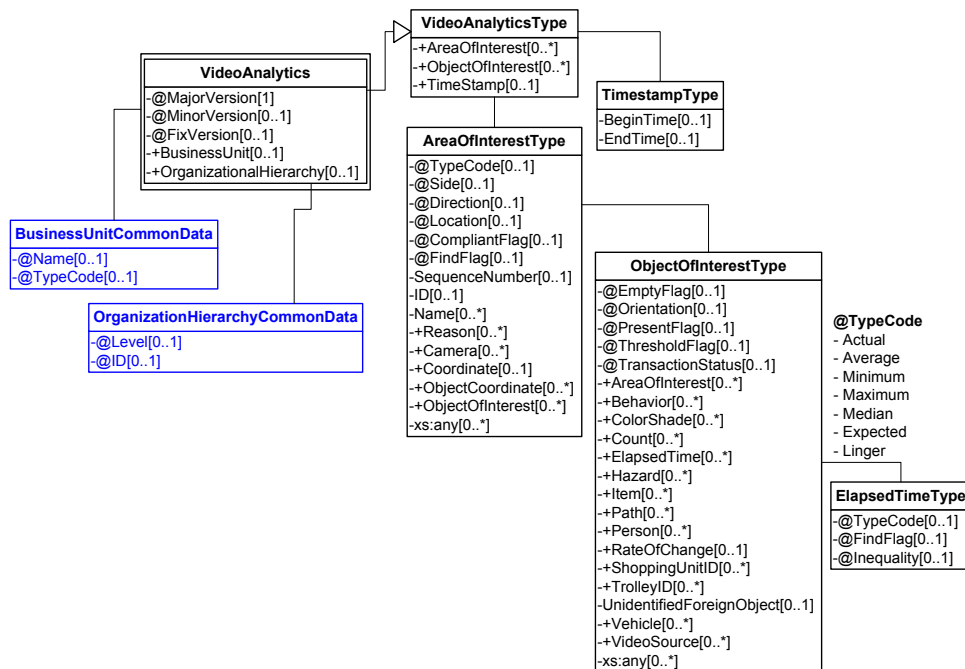 VideoAnalyticsType
-+AreaOfInterest[0..*]
-+ObjectOfInterest[0..*]
-+TimeStamp[0..1]
VideoAnalytics
-@MajorVersion[1]
-@MinorVersion[0..1]
-@FixVersion[0..1]
-+BusinessUnit[0..1]
-+OrganizationalHierarchy[0..1]
TimestampType
-BeginTime[0..1]
-EndTime[0..1]
AreaOfInterestType
-@TypeCode[0..1]
-@Side[0..1]
-@Direction[0..1]
-@Location[0..1]
-@CompliantFlag[0..1]
-@FindFlag[0..1]
-SequenceNumber[0..1]
-ID[0..1]
-Name[0..*]
-+Reason[0..*]
-+Camera[0..*]
-+Coordinate[0..1]
-+ObjectCoordinate[0..*]
-+ObjectOfInterest[0..*]
-xs:any[0..*]
BusinessUnitCommonData
-@Name[0..1]
-@TypeCode[0..1]
OrganizationHierarchyCommonData
-@Level[0..1]
-@ID[0..1]
ObjectOfInterestType
-@EmptyFlag[0..1]
-@Orientation[0..1]
-@PresentFlag[0..1]
-@ThresholdFlag[0..1]
-@TransactionStatus[0..1]
-+AreaOfInterest[0..*]
-+Behavior[0..*]
-+ColorShade[0..*]
-+Count[0..*]
-+ElapsedTime[0..*]
-+Hazard[0..*]
-+Item[0..*]
-+Path[0..*]
-+Person[0..*]
-+RateOfChange[0..1]
-+ShoppingUnitID[0..*]
-+TrolleyID[0..*]
-UnidentifiedForeignObject[0..1]
-+Vehicle[0..*]
-+VideoSource[0..*]
-xs:any[0..*]
@TypeCode
- Actual
- Average
- Minimum
- Maximum
- Median
- Expected
- Linger
ElapsedTimeType
-@TypeCode[0..1]
-@FindFlag[0..1]
-@Inequality[0..1]